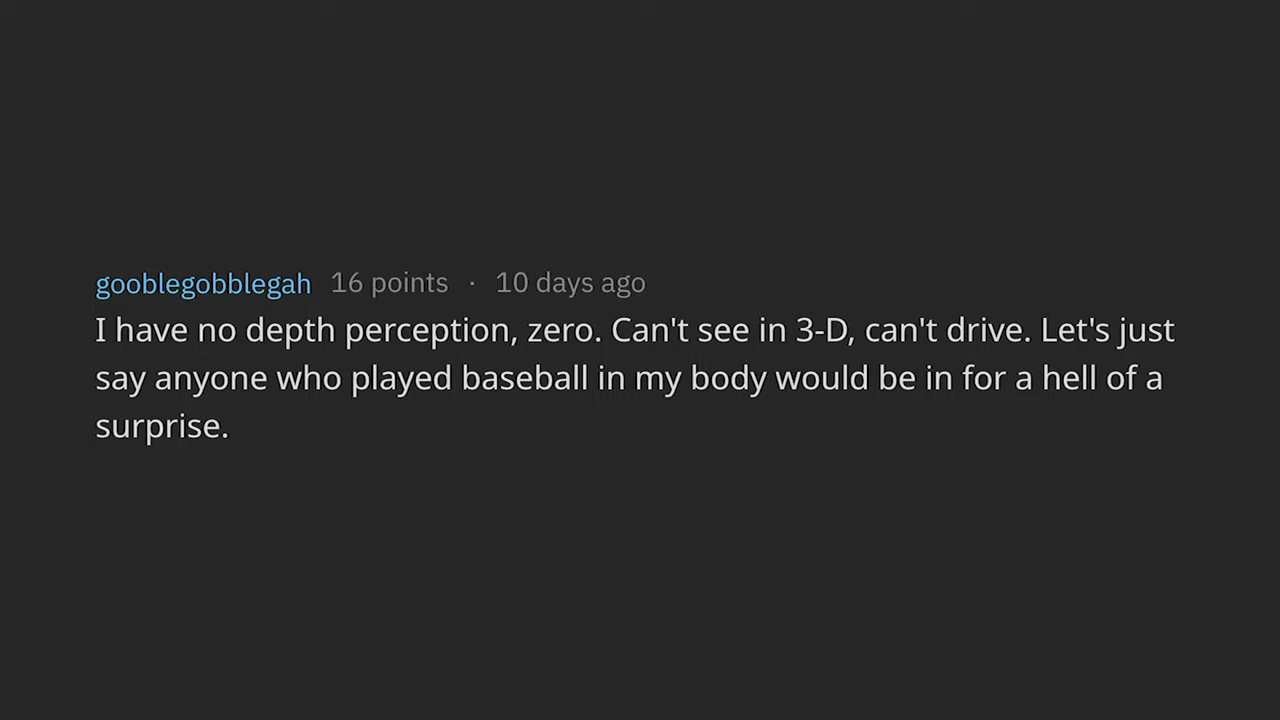 gooblegobblegah 16 points · 10 days ago
I have no depth perception, zero. Can't see in 3-D, can't drive. Let's just
say anyone who played baseball in my body would be in for a hell of a
surprise.